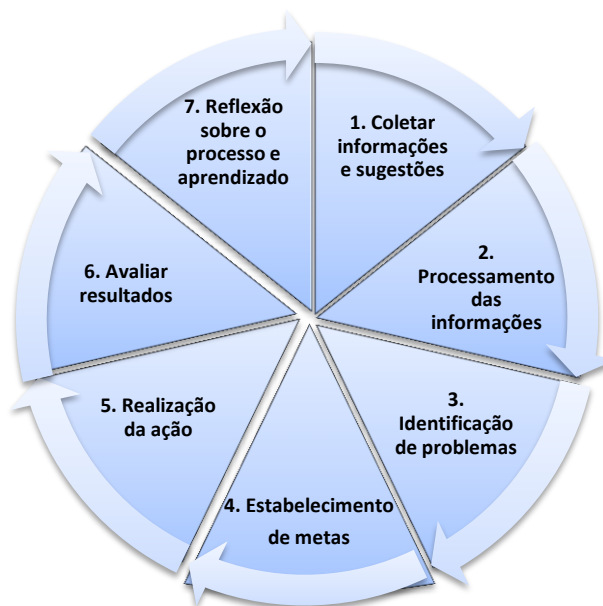 1. Coletar
informações
e sugestões
2.
Processamento
das
informações
3.
Identificação
de problemas
4. Estabelecimento
de metas
5. Realização
da ação
6. Avaliar
resultados
7. Reflexão
sobre o
processo e
aprendizado